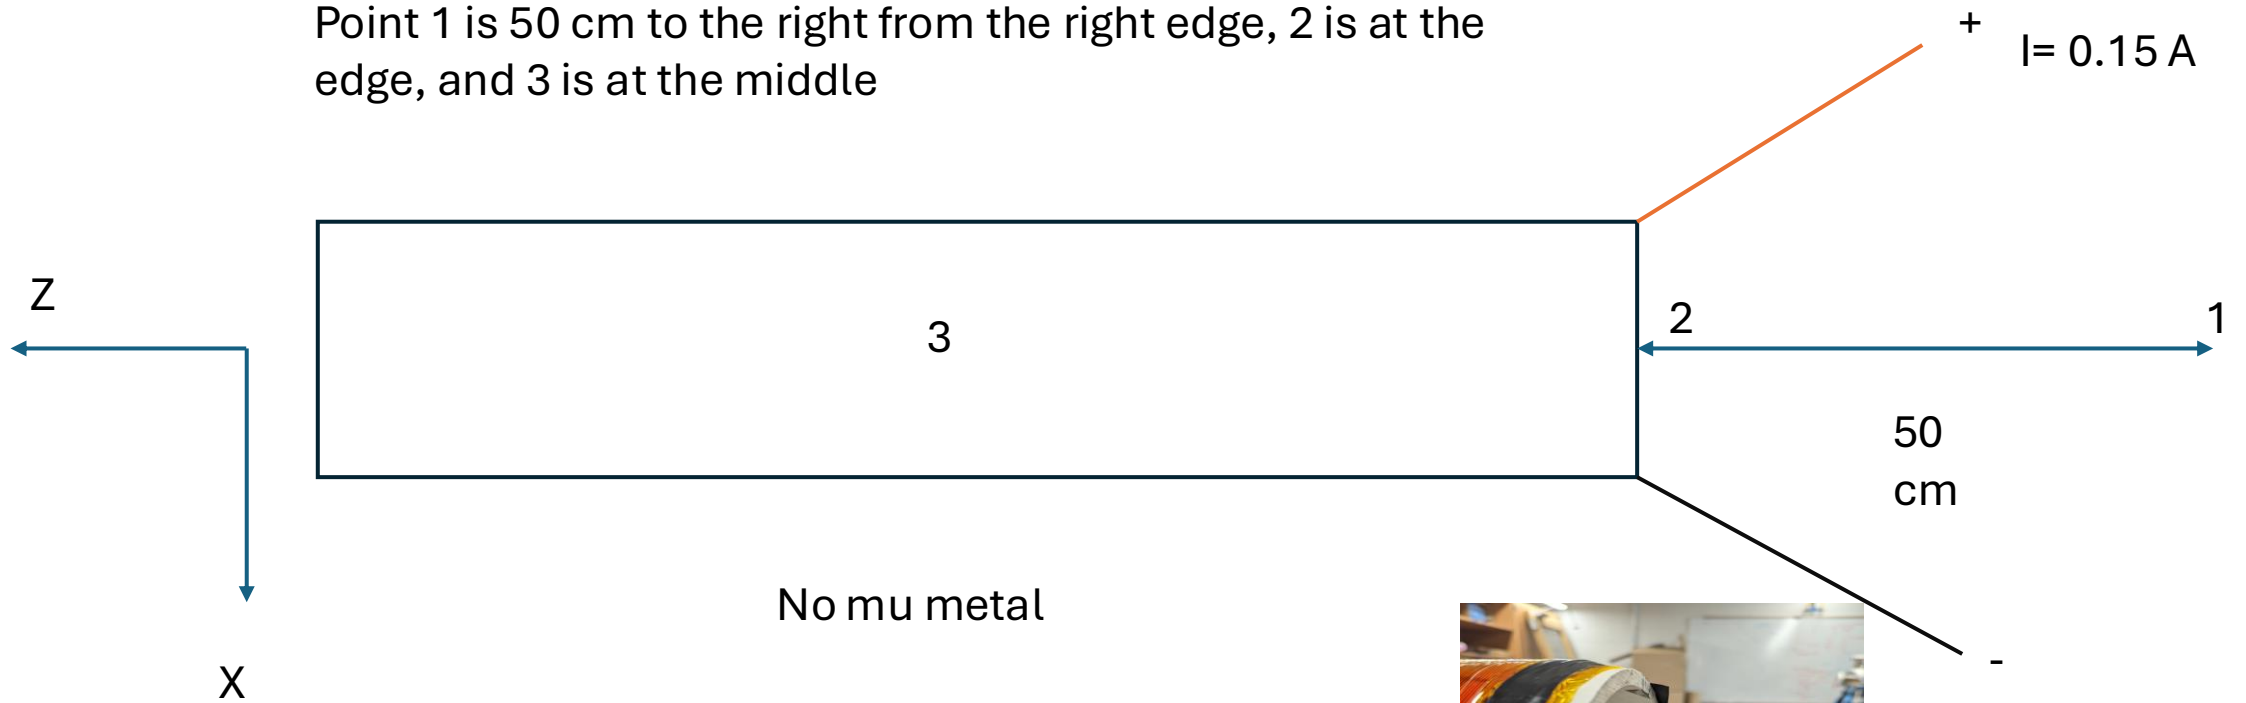 Point 1 is 50 cm to the right from the right edge, 2 is at the
edge, and 3 is at the middle
+
I= 0.15 A
Z
3
2
1
50
cm
No mu metal
X
-